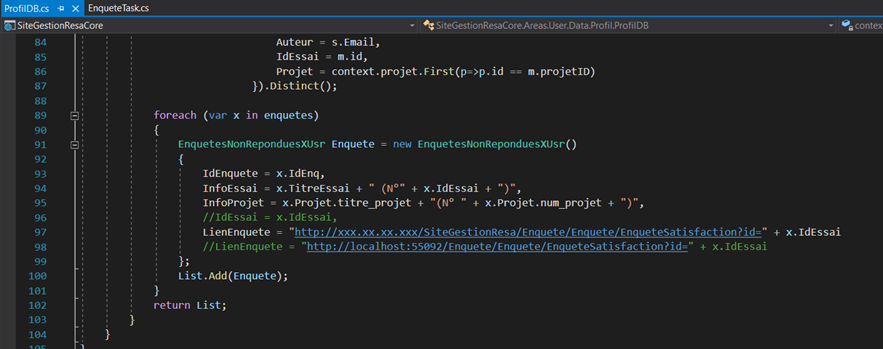 ProfilDB.cs EnqueteTask.cs
SiteGestionResaCore SiteGestionResaCore.Areas.User.Data.Profil.ProfilDB contex
84 Auteur = s.Email,
85 IdEssai = m.id,
86 Projet = context.projet.First(p=>p.id == m.projetID)
87 }).Distinct();
88
89 foreach (var x in enquetes)
90 {
91 EnquetesNonReponduesXUsr Enquete = new EnquetesNonReponduesXUsr()
92 {
93 IdEnquete = x.IdEnq,
94 InfoEssai = x.TitreEssai + " (N°" + x.IdEssai + ")",
95 InfoProjet = x.Projet.titre_projet + "(N° " + x.Projet.num_projet + ")",
96 //IdEssai = x.IdEssai,
97 LienEnquete = "http://xxx.xx.xx.xxx/SiteGestionResa/Enquete/Enquete/EnqueteSatisfaction?id=" + x.IdEssai
98 //LienEnquete = "http://localhost:55092/Enquete/Enquete/EnqueteSatisfaction?id=" + x.IdEssai
99 };
100 List.Add(Enquete);
101 }
102 return List;
103 }
104 }
105 }